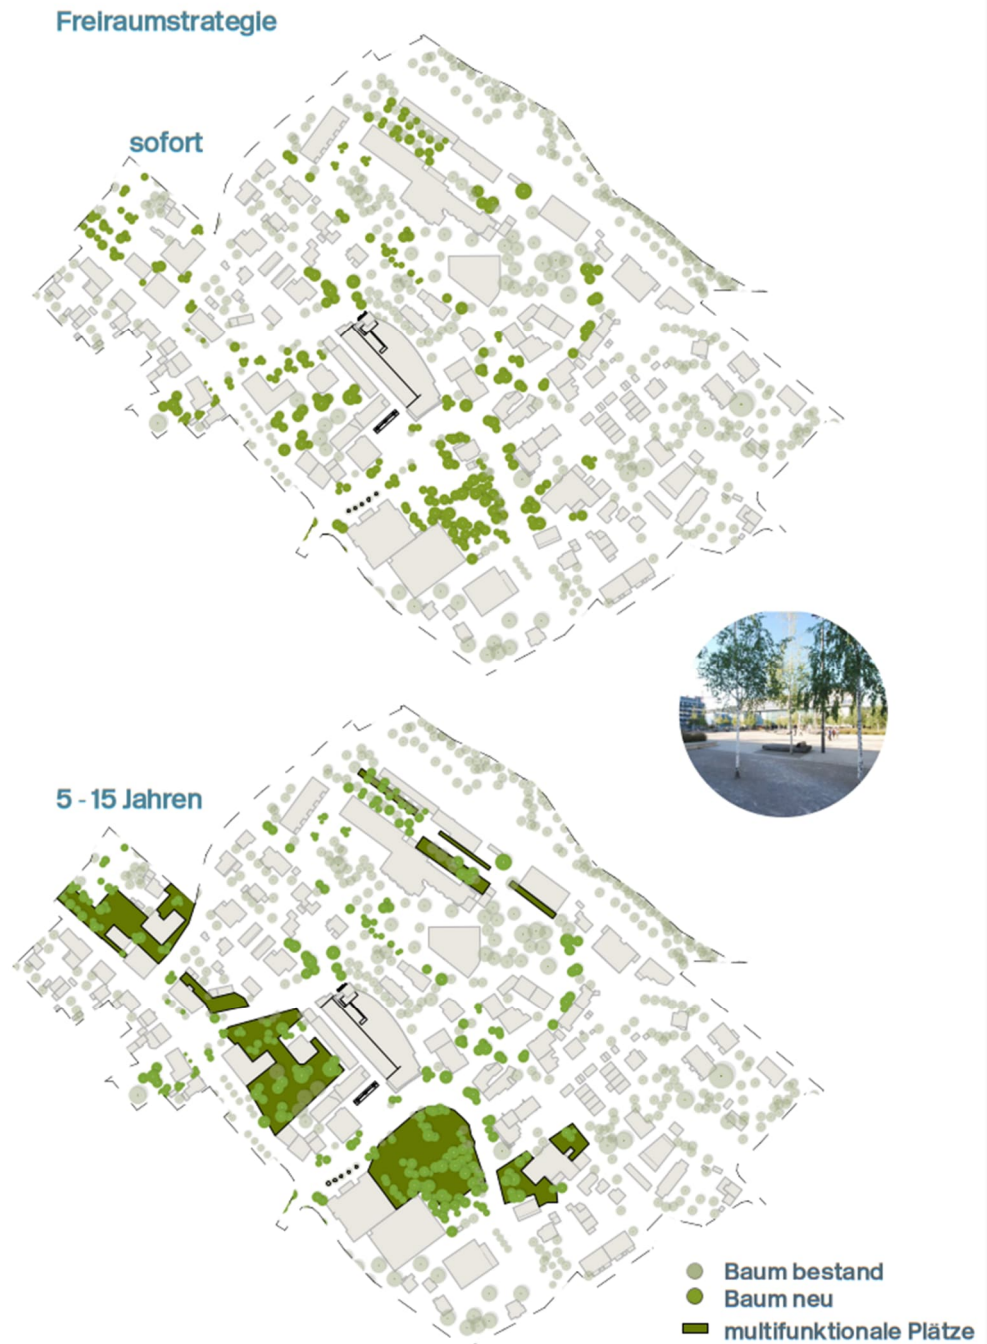 Freiraumstrategie
sofort
5 - 15 Jahren
Baum bestand
Baum neu
multifunktionale Plätze